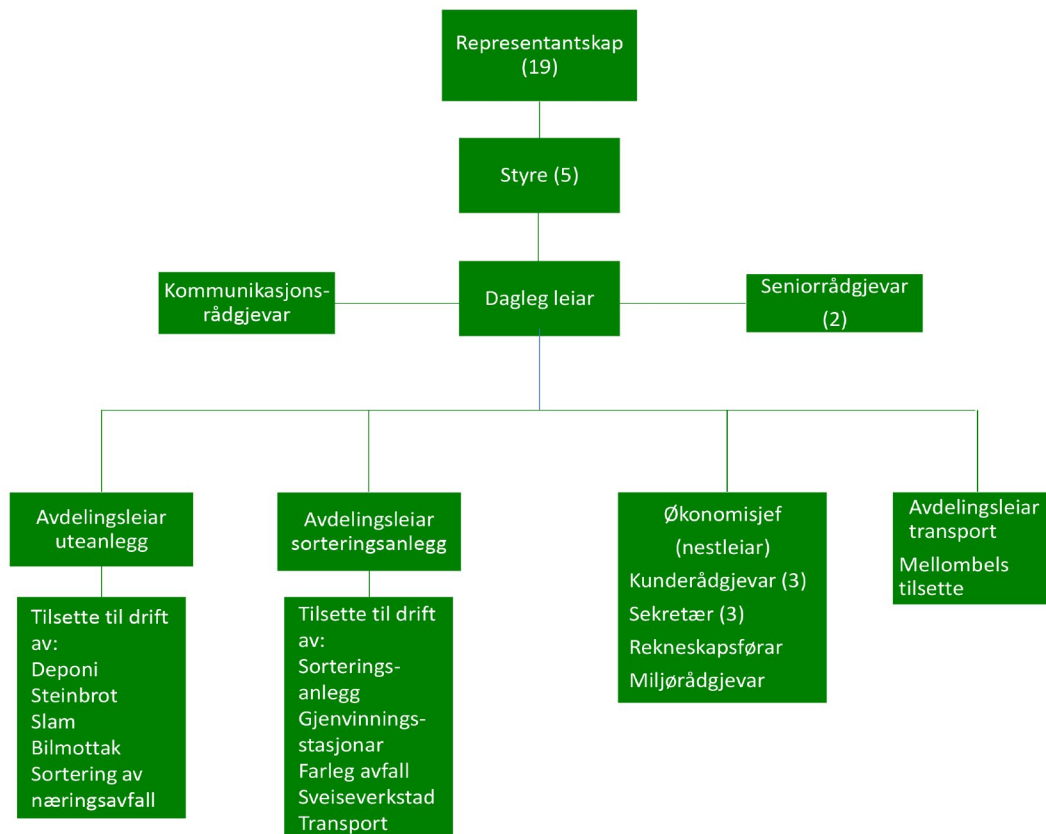 Representantskap
(19)
Styre (5)
Kommunikasjons-
rådgjevar
Dagleg leiar
Seniorrådgjevar
(2)
Avdelingsleiar
uteanlegg
Tilsette til drift
av:
Deponi
Steinbrot
Slam
Bilmottak
Sortering av
næringsavfall
Avdelingsleiar
sorteringsanlegg
Tilsette til drift
av:
Sorterings-
anlegg
Gjenvinnings-
stasjonar
Farleg avfall
Sveiseverkstad
Transport
Økonomisjef
(nestleiar)
Kunderådgjevar (3)
Sekretær (3)
Rekneskapsførar
Miljørådgjevar
Avdelingsleiar
transport
Mellombels
tilsette